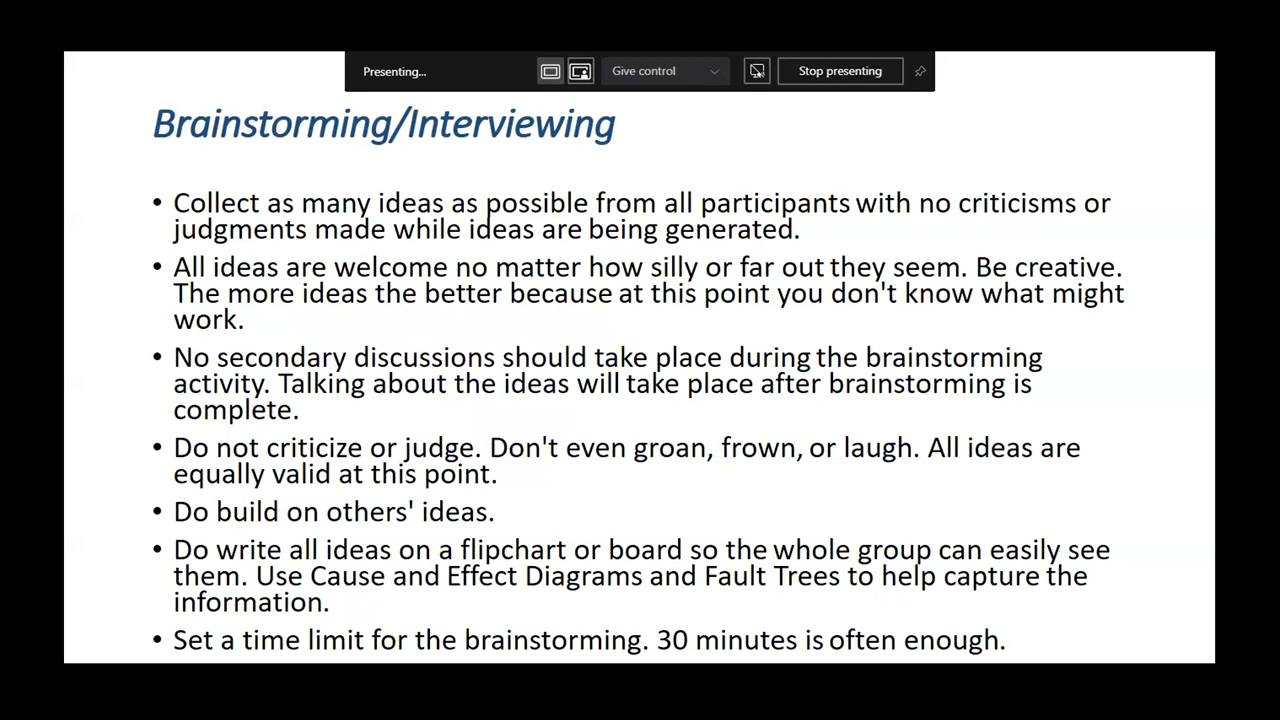 Presenting...
Give control
Stop presenting
Brainstorming/Interviewing
• Collect as many ideas as possible from all participants with no criticisms or
judgments made while ideas are being generated.
• All ideas are welcome no matter how silly or far out they seem. Be creative.
The more ideas the better because at this point you don't know what might
work.
• No secondary discussions should take place during the brainstorming
activity. Talking about the ideas will take place after brainstorming is
complete.
• Do not criticize or judge. Don't even groan, frown, or laugh. All ideas are
equally valid at this point.
• Do build on others' ideas.
• Do write all ideas on a flipchart or board so the whole group can easily see
them. Use Cause and Effect Diagrams and Fault Trees to help capture the
information.
• Set a time limit for the brainstorming. 30 minutes is often enough.